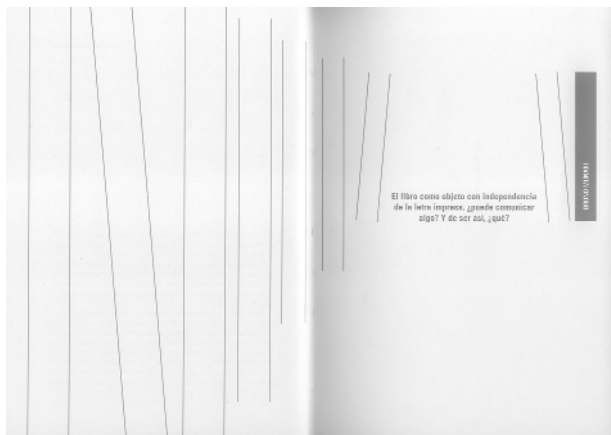 El libro como objeto con independencia
de la letra impresa, ¿puede comunicar
algo? Y de ser así, ¿qué?